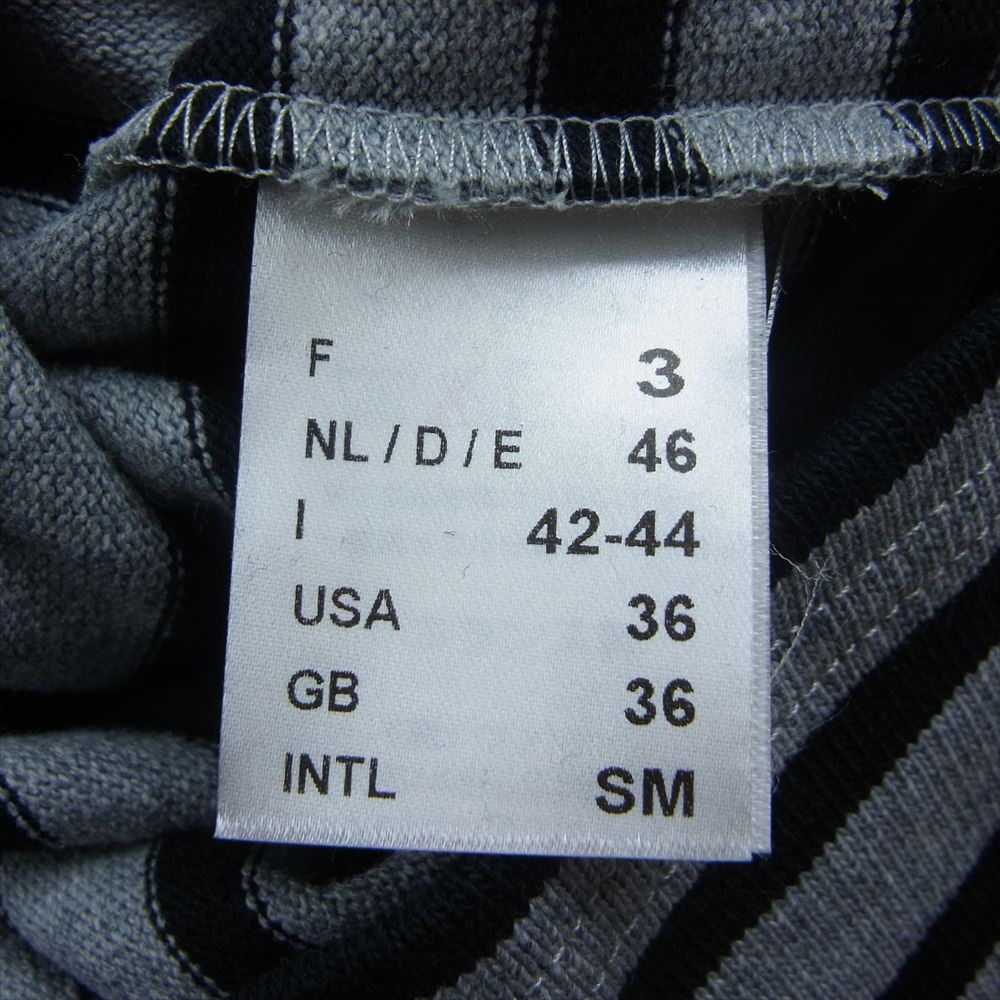 F 3
NL / D / E 46
I 42-44
USA 36
GB 36
INTL SM